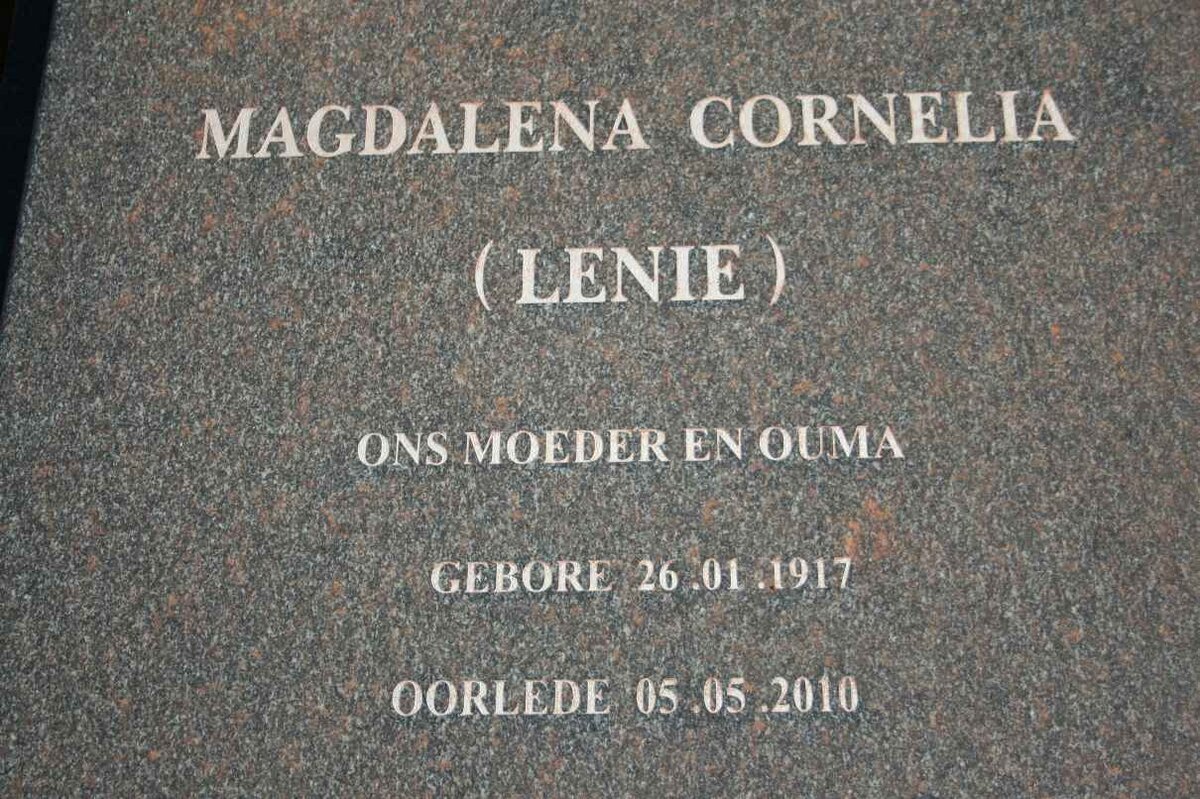 MAGDALENA CORNELIA
( LENIE )
ONS MOEDER EN OUMA
GEBORE 26 .01 .1917
OORLEDE 05 .05 .2010